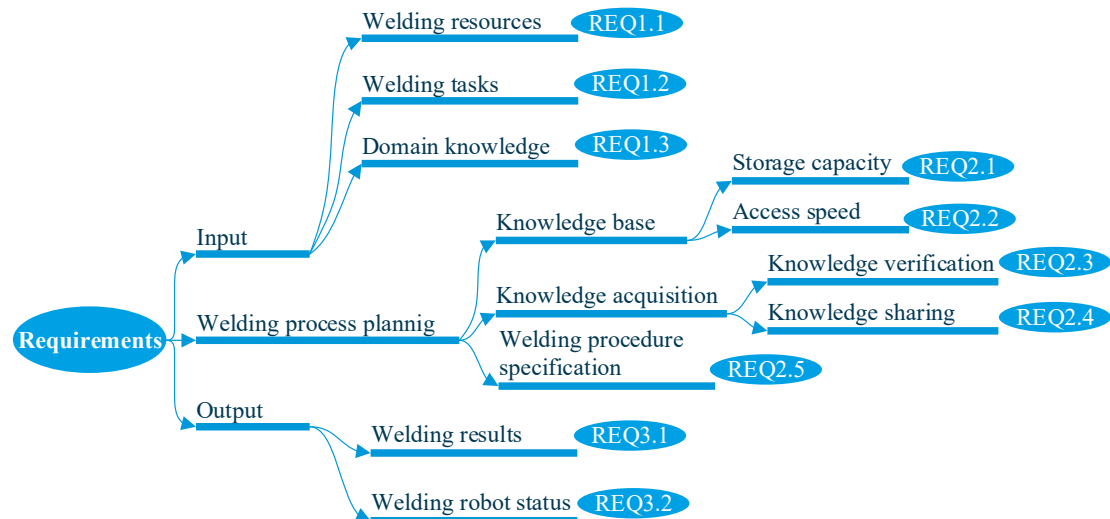 Welding resources REQ1.1
Welding tasks REQ1.2
Domain knowledge REQ1.3
Storage capacity REQ2.1
Access speed REQ2.2
Knowledge base
Input
Knowledge verification REQ2.3
Knowledge acquisition
Knowledge sharing REQ2.4
Requirements
Welding process plannig
Welding procedure
specification REQ2.5
Output
Welding results REQ3.1
Welding robot status REQ3.2